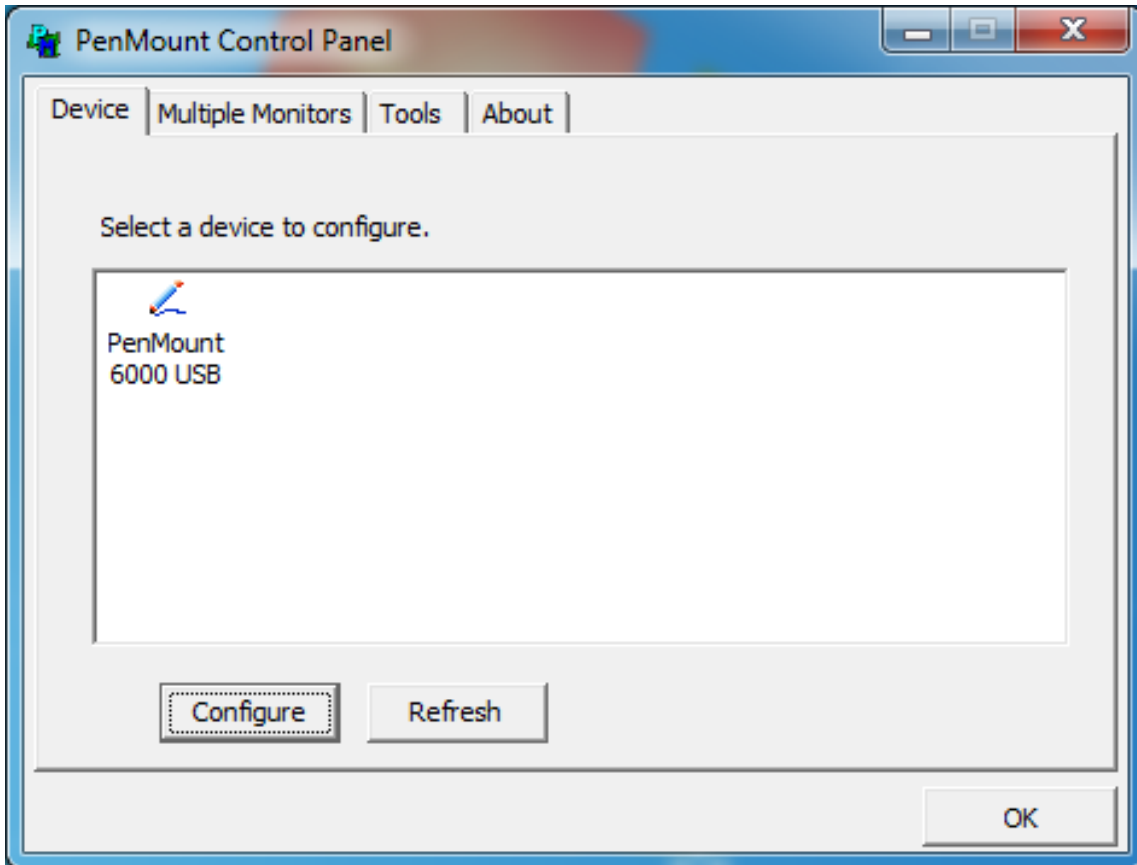 PenMount Control Panel
Device Multiple Monitors Tools About
Select a device to configure.
PenMount
6000 USB
Configure Refresh
OK